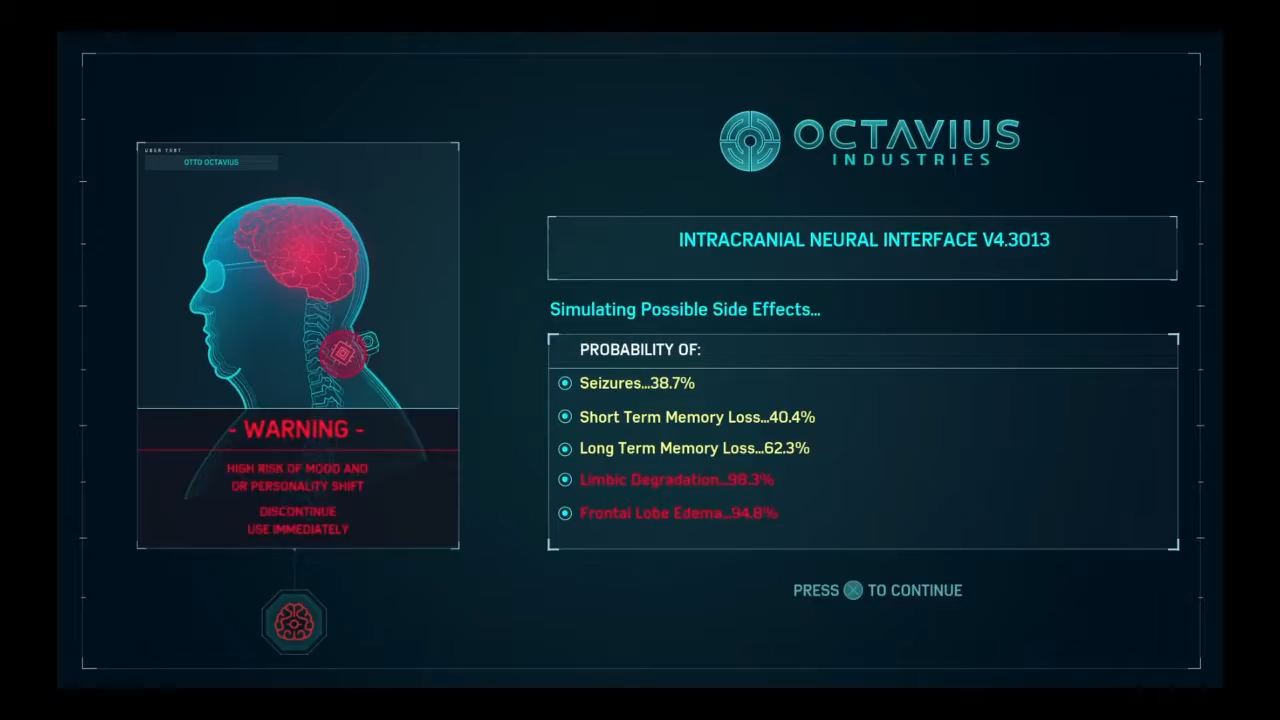 USER TEST
OTTO OCTAVIUS
- WARNING -
HIGH RISK OF MOOD AND
OR PERSONALITY SHIFT
DISCONTINUE
USE IMMEDIATELY
OCTAVIUS
INDUSTRIES
INTRACRANIAL NEURAL INTERFACE V4.3013
Simulating Possible Side Effects...
PROBABILITY OF:
Seizures...38.7%
Short Term Memory Loss...40.4%
Long Term Memory Loss...62.3%
Limbic Degradation...98.3%
Frontal Lobe Edema...94.8%
PRESS TO CONTINUE